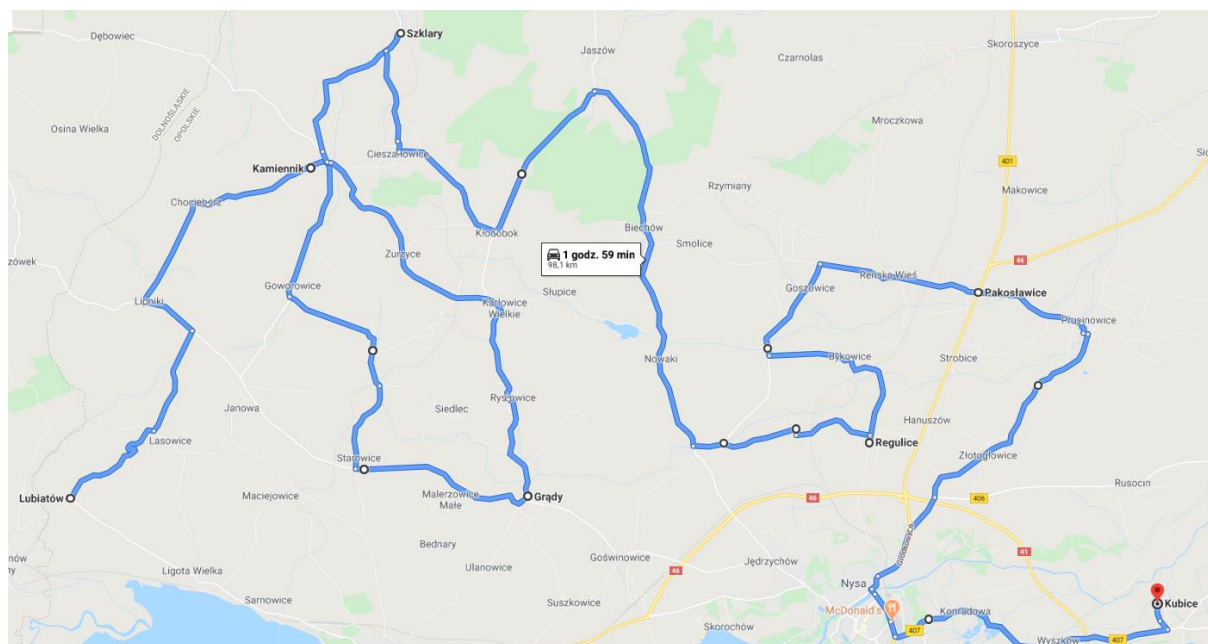 Dębowiec
Szklary
Jaszów
Czarnolas
Skoroszyce
DOLNOŚLĄSKIE
OPOLSKIE
Osina Wielka
Mroczkowa
Cieszanowice
401
Kamiennik
Rzymiany
Makowice
Chociebórz
Kłodobok
Biechów
Smolice
Zurzyce
1 godz. 59 min
98,1 km
46
Reńska Wieś
Goworowice
Słupice
Goszowice
Pakosławice
Lipniki
Karłowice
Wielkie
Prusinowice
Nowaki
Bykowice
Strobice
Rysiowice
Janowa
Siedlec
Hanuszów
Lasowice
Regulice
Starowice
Złotogłowice
Lubiatów
Maciejowice
Malerzowice
Małe
Grądy
Rusocin
46
406
Bednary
Grodkowska
Goświnowice
Jędrzychów
41
Ligota Wielka
Ulanowice
46
Nysa
Sarnowice
Suszkowice
McDonald's
Kubice
Konradowa
Skorochów
407
407
Wyszków